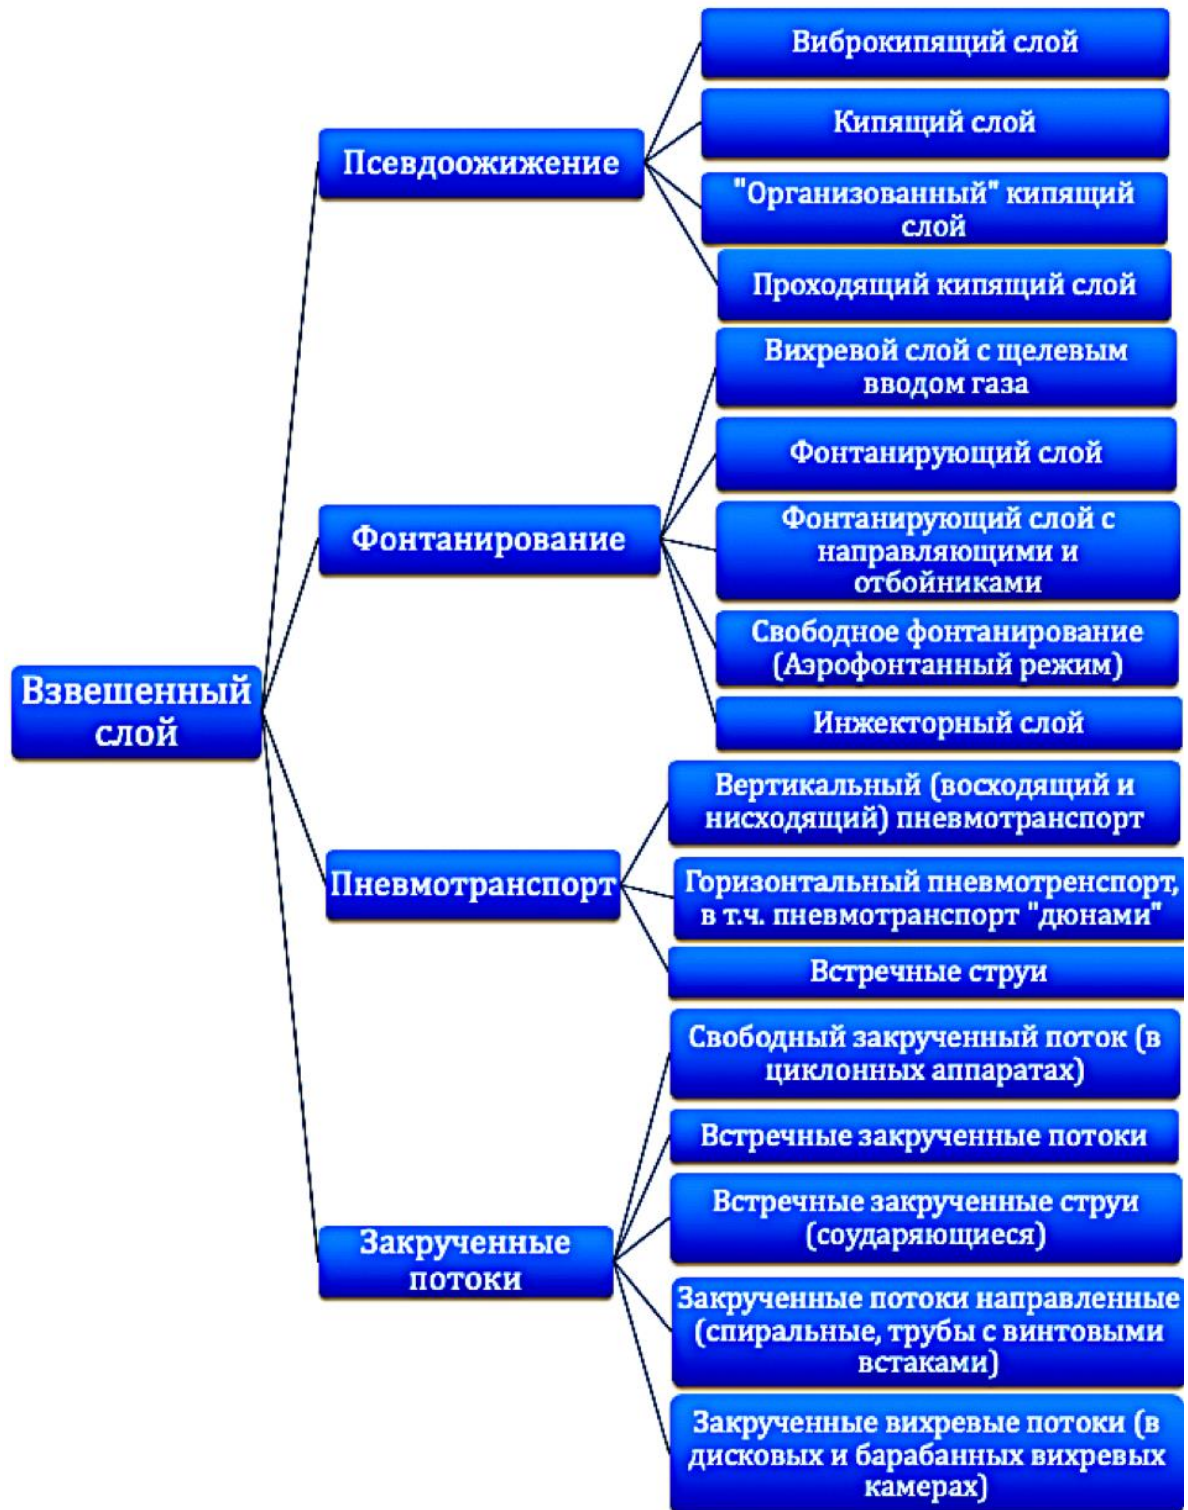 Взвешенный
слой
Псевдоожижение
Виброкипящий слой
Кипящий слой
"Организованный" кипящий
слой
Проходящий кипящий слой
Фонтанирование
Вихревой слой с щелевым
вводом газа
Фонтанирующий слой
Фонтанирующий слой с
направляющими и
отбойниками
Свободное фонтанирование
(Аэрофонтанный режим)
Инжекторный слой
Пневмотранспорт
Вертикальный (восходящий и
нисходящий) пневмотранспорт
Горизонтальный пневмотренспорт,
в т.ч. пневмотранспорт "дюнами"
Встречные струи
Закрученные
потоки
Свободный закрученный поток (в
циклонных аппаратах)
Встречные закрученные потоки
Встречные закрученные струи
(соударяющиеся)
Закрученные потоки направленные
(спиральные, трубы с винтовыми
встаками)
Закрученные вихревые потоки (в
дисковых и барабанных вихревых
камерах)